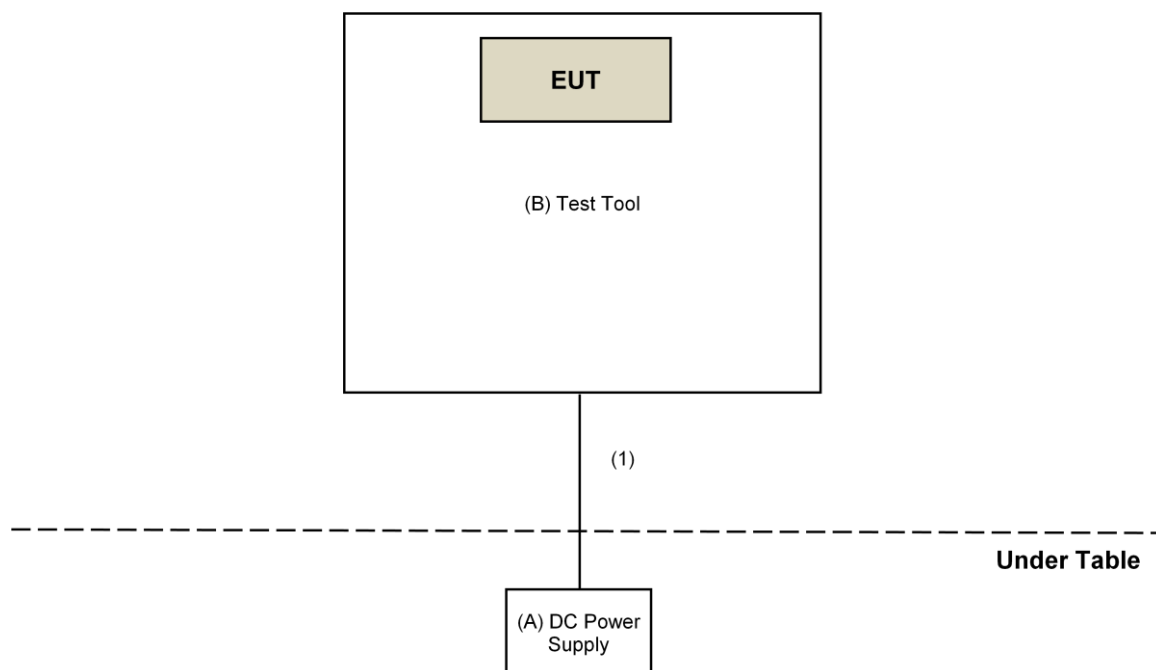 EUT
(B) Test Tool
(1)
Under Table
(A) DC Power
Supply